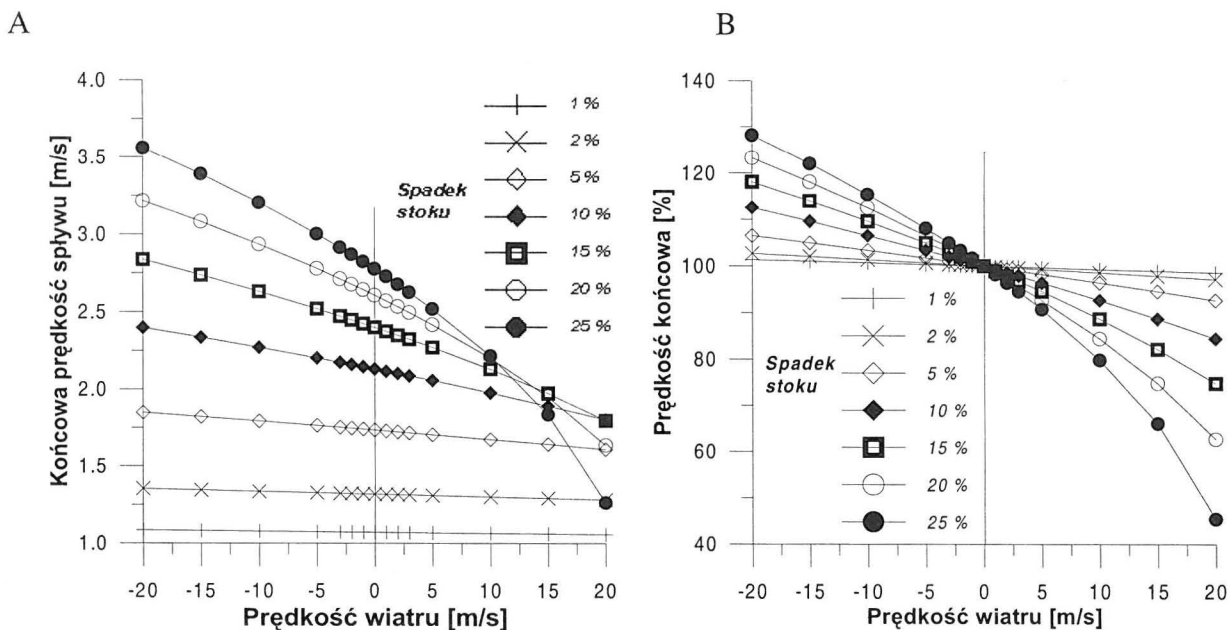 A
Końcowa prędkość spływu [m/s]
4.0
3.5
3.0
2.5
2.0
1.5
1.0
-20 -15 -10 -5 0 5 10 15 20
Prędkość wiatru [m/s]
Spadek
stoku
1 %
2 %
5 %
10 %
15 %
20 %
25 %
B
Prędkość końcowa [%]
140
120
100
80
60
40
-20 -15 -10 -5 0 5 10 15 20
Prędkość wiatru [m/s]
Spadek
stoku
1 %
2 %
5 %
10 %
15 %
20 %
25 %